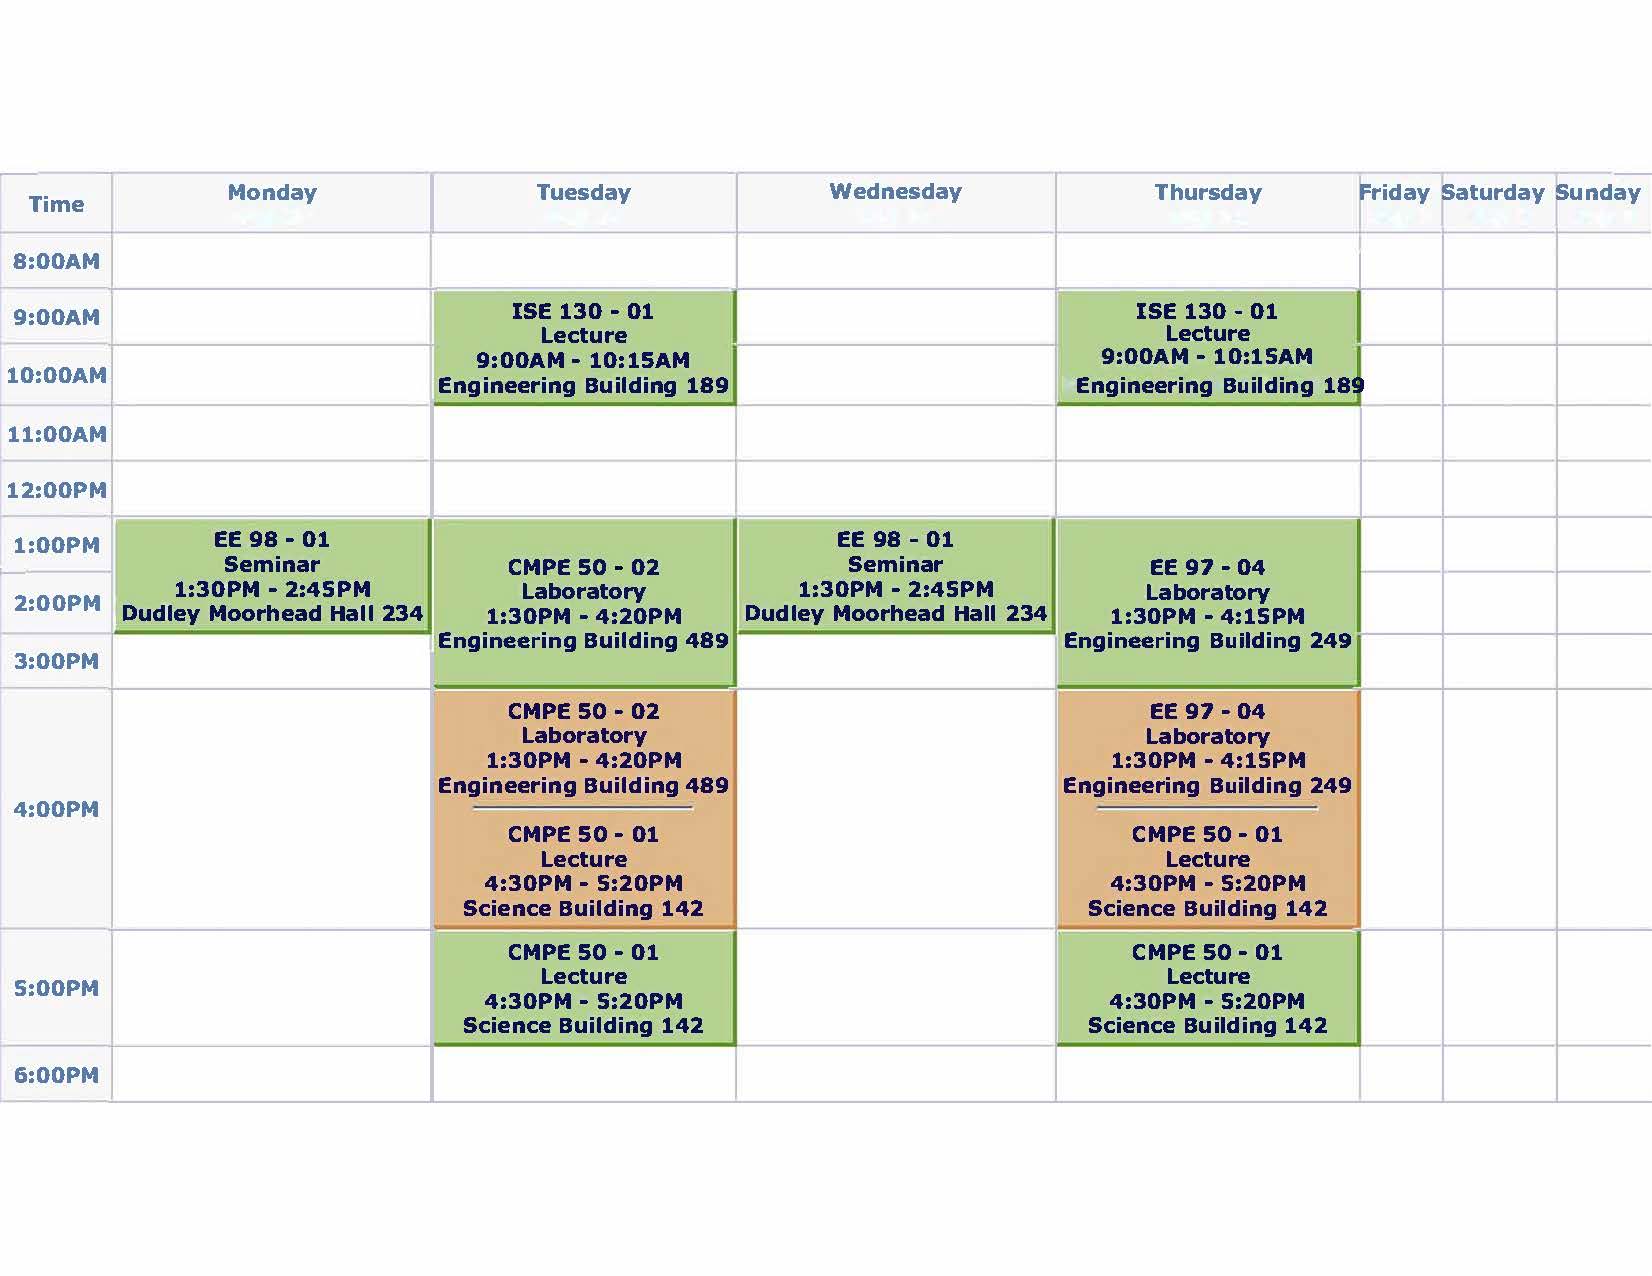 Time
Monday
Tuesday
Wednesday
Thursday
Friday
Saturday
Sunday
8:00AM
9:00AM
ISE 130 - 01
Lecture
9:00AM - 10:15AM
Engineering Building 189
ISE 130 - 01
Lecture
9:00AM - 10:15AM
Engineering Building 189
10:00AM
11:00AM
12:00PM
1:00PM
EE 98 - 01
Seminar
1:30PM - 2:45PM
Dudley Moorhead Hall 234
CMPE 50 - 02
Laboratory
1:30PM - 4:20PM
Engineering Building 489
EE 98 - 01
Seminar
1:30PM - 2:45PM
Dudley Moorhead Hall 234
EE 97 - 04
Laboratory
1:30PM - 4:15PM
Engineering Building 249
2:00PM
3:00PM
4:00PM
CMPE 50 - 02
Laboratory
1:30PM - 4:20PM
Engineering Building 489
CMPE 50 - 01
Lecture
4:30PM - 5:20PM
Science Building 142
EE 97 - 04
Laboratory
1:30PM - 4:15PM
Engineering Building 249
CMPE 50 - 01
Lecture
4:30PM - 5:20PM
Science Building 142
5:00PM
CMPE 50 - 01
Lecture
4:30PM - 5:20PM
Science Building 142
CMPE 50 - 01
Lecture
4:30PM - 5:20PM
Science Building 142
6:00PM